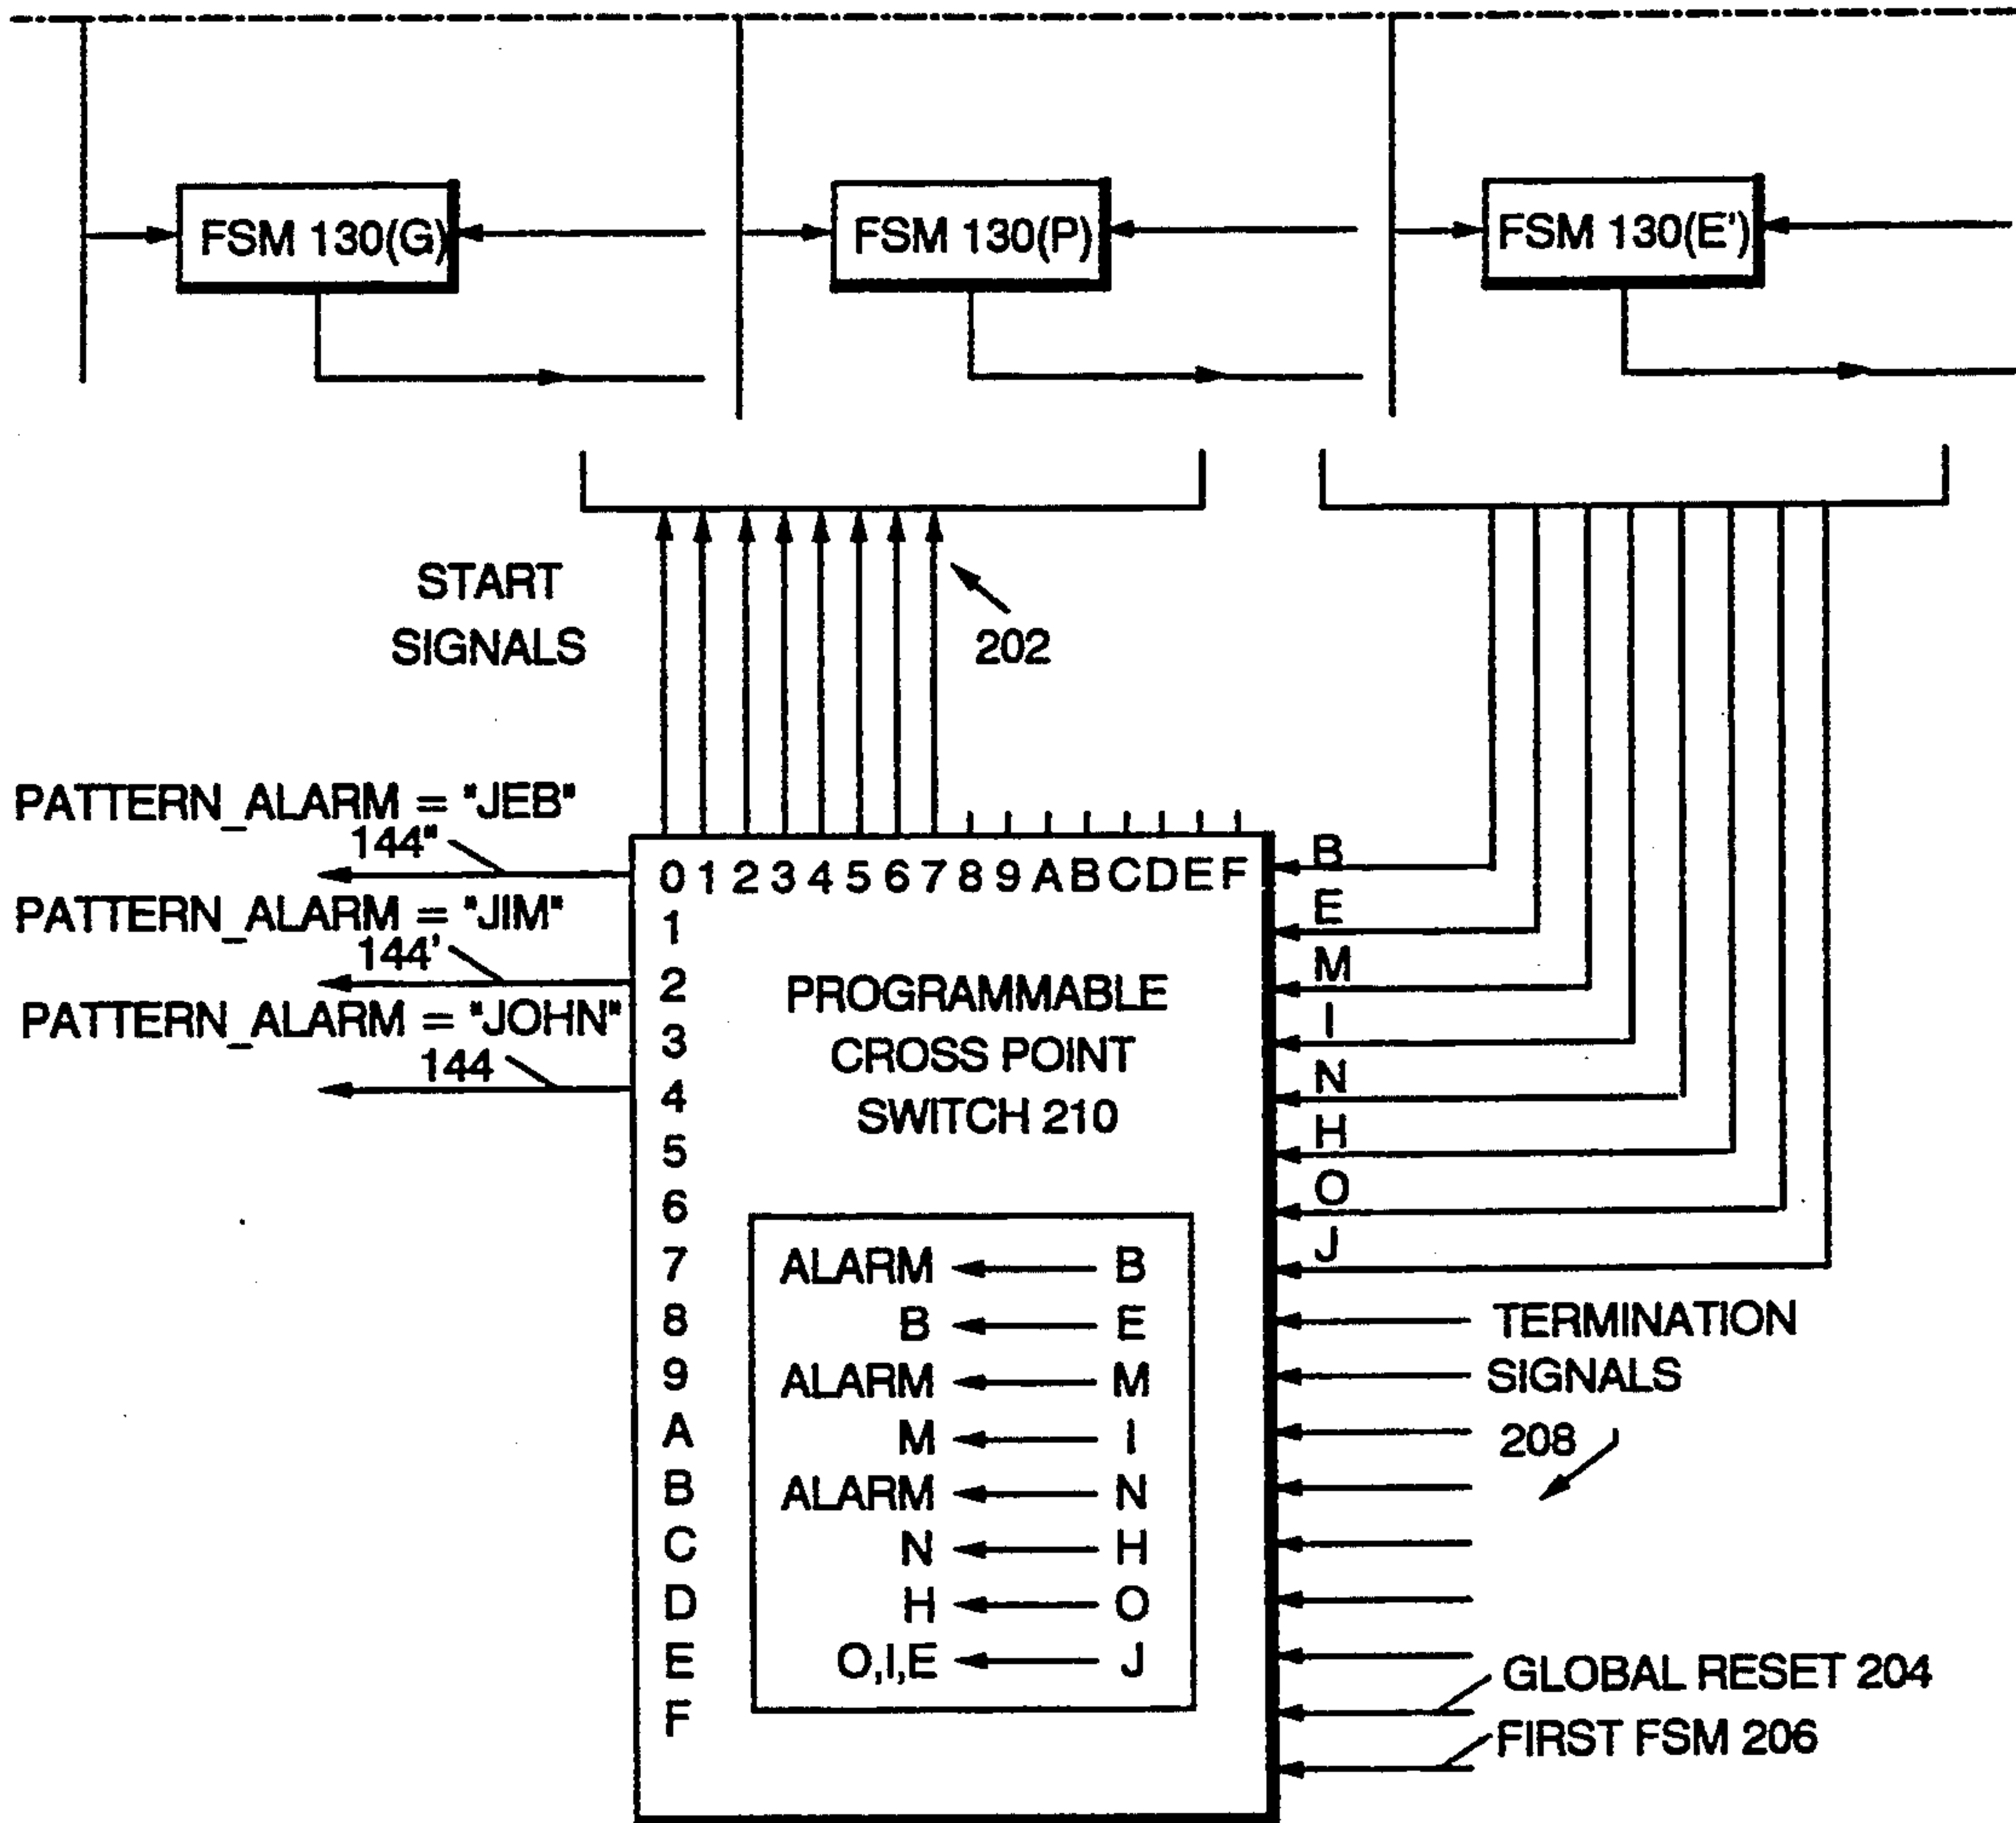 FSM 130(G)
FSM 130(P)
FSM 130(E')
START
SIGNALS
202
PATTERN_ALARM = "JEB"
144"
PATTERN_ALARM = "JIM"
144'
PATTERN_ALARM = "JOHN"
144
0 1 2 3 4 5 6 7 8 9 A B C D E F
1
2
3
4
5
6
7
8
9
A
B
C
D
E
F
PROGRAMMABLE
CROSS POINT
SWITCH 210
ALARM B
B E
ALARM M
M I
ALARM N
N H
H O
O,I,E J
B
E
M
I
N
H
O
J
TERMINATION
SIGNALS
208
GLOBAL RESET 204
FIRST FSM 206